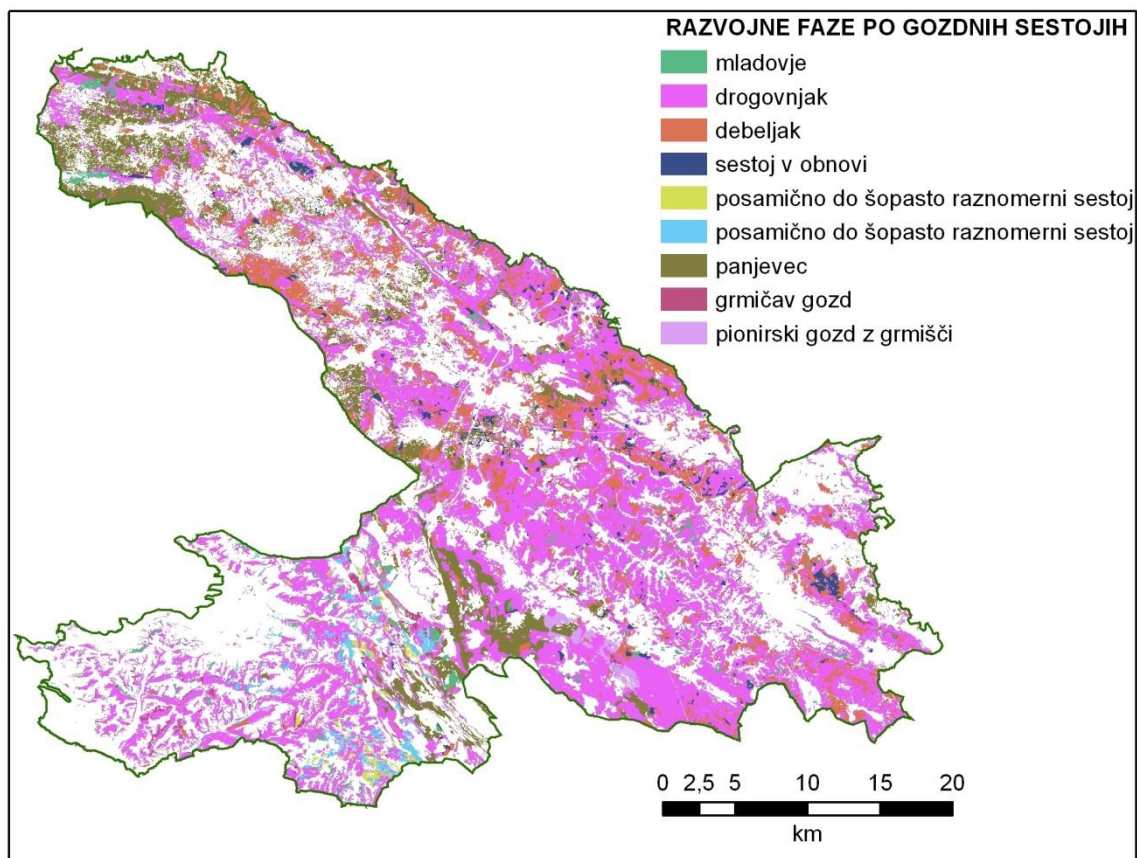 RAZVOJNE FAZE PO GOZDNIH SESTOJIH
mladovje
drogovnjak
debeljak
sestoj v obnovi
posamično do šopasto raznomerni sestoj
posamično do šopasto raznomerni sestoj
panjevec
grmičav gozd
pionirski gozd z grmišči
0 2,5 5 10 15 20
km